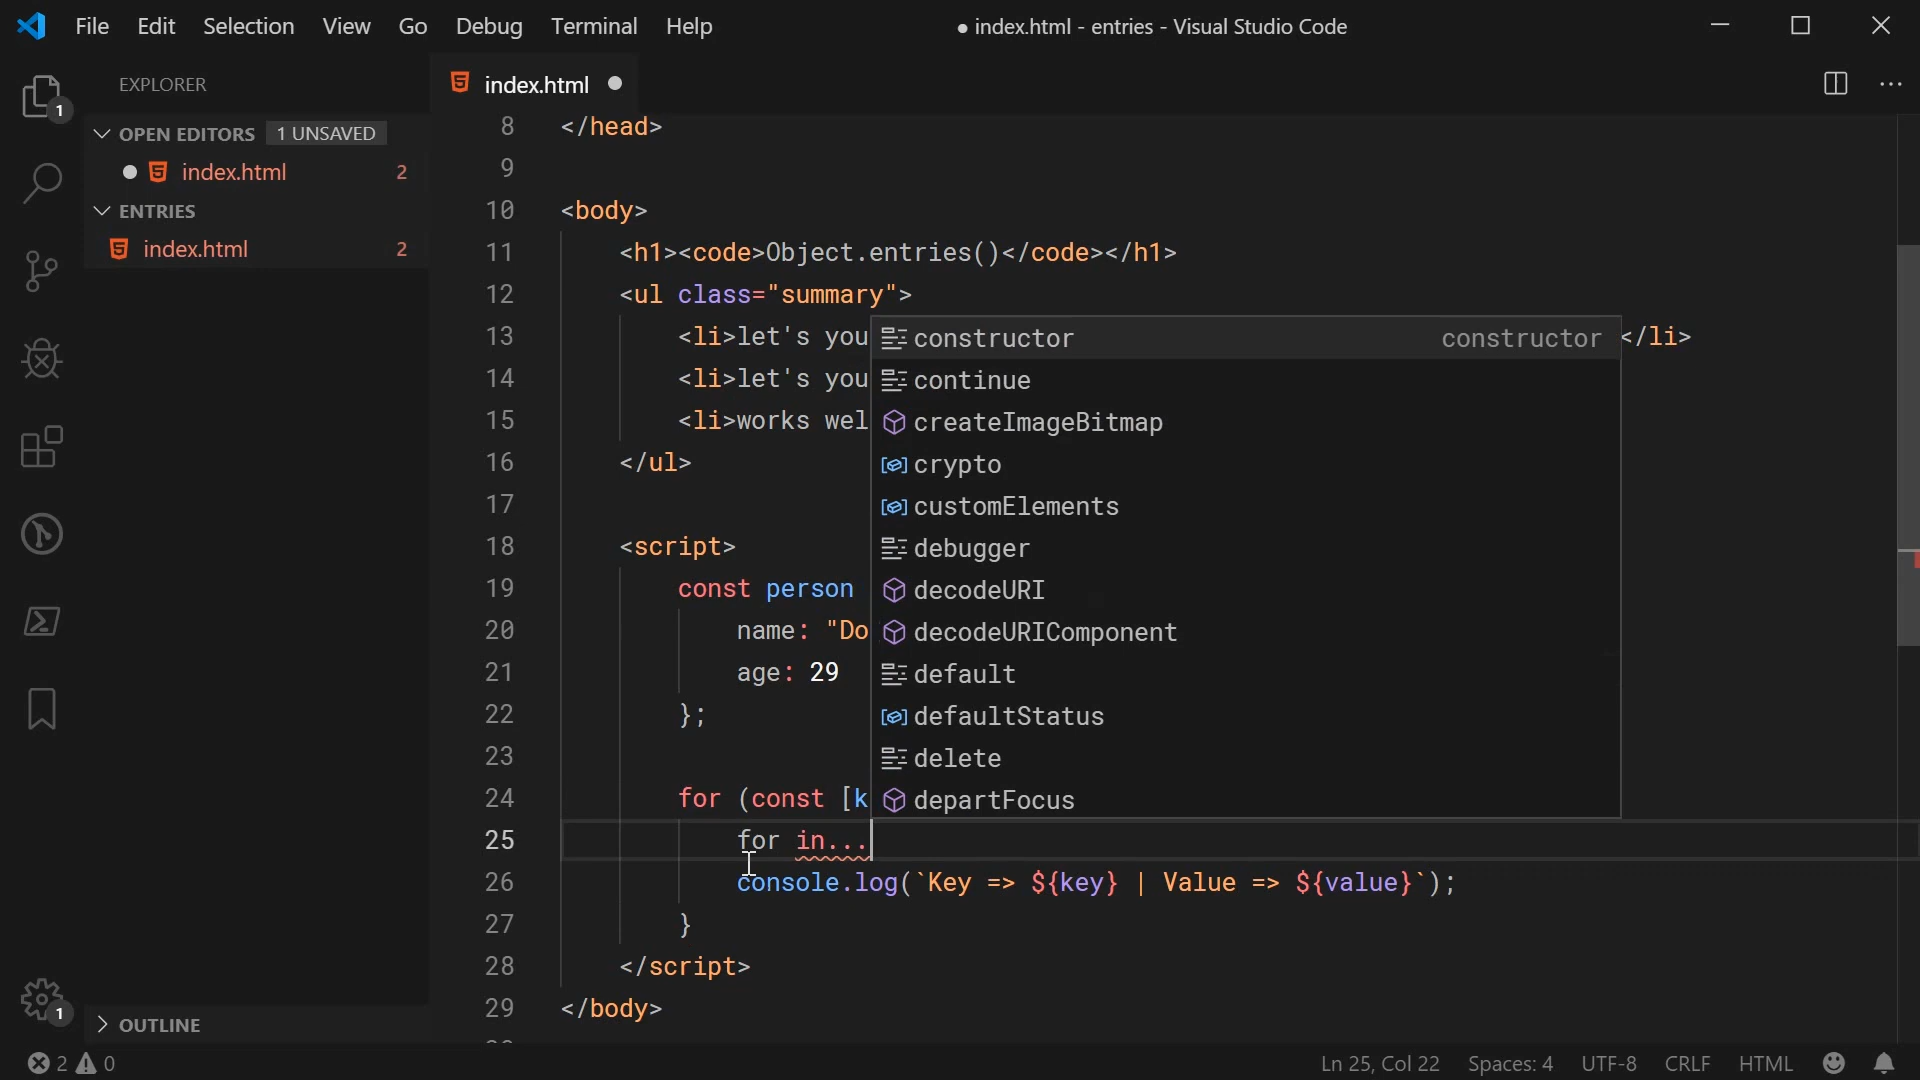 File Edit Selection View Go Debug Terminal Help
● index.html - entries - Visual Studio Code
EXPLORER
OPEN EDITORS 1 UNSAVED
index.html 2
ENTRIES
index.html 2
OUTLINE
index.html
8 </head>
9
10 <body>
11 <h1><code>Object.entries()</code></h1>
12 <ul class="summary">
13 <li>let's you </li>
14 <li>let's you
15 <li>works wel
16 </ul>
17
18 <script>
19 const person
20 name: "Do
21 age: 29
22 };
23
24 for (const [k
25 for in...
26 console.log(`Key => ${key} | Value => ${value}`);
27 }
28 </script>
29 </body>
constructor constructor
continue
createImageBitmap
crypto
customElements
debugger
decodeURI
decodeURIComponent
default
defaultStatus
delete
departFocus
1
1
2 0
Ln 25, Col 22 Spaces: 4 UTF-8 CRLF HTML